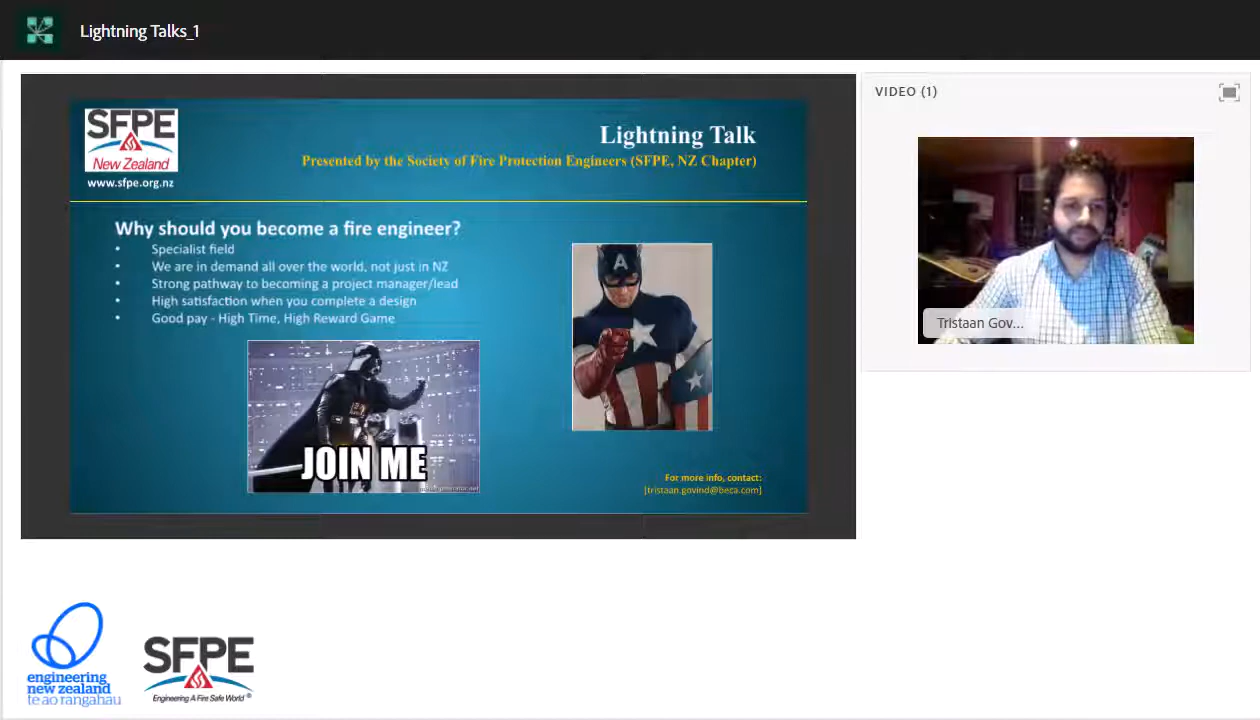 Lightning Talks_1
SFPE
New Zealand
www.sfpe.org.nz
Lightning Talk
Presented by the Society of Fire Protection Engineers (SFPE, NZ Chapter)
Why should you become a fire engineer?
• Specialist field
• We are in demand all over the world, not just in NZ
• Strong pathway to becoming a project manager/lead
• High satisfaction when you complete a design
• Good pay - High Time, High Reward Game
A
JOIN ME
For more info, contact:
[tristaan.govind@beca.com]
VIDEO (1)
Tristaan Gov...
engineering
new zealand
te ao rangahau
SFPE
Engineering A Fire Safe World ®